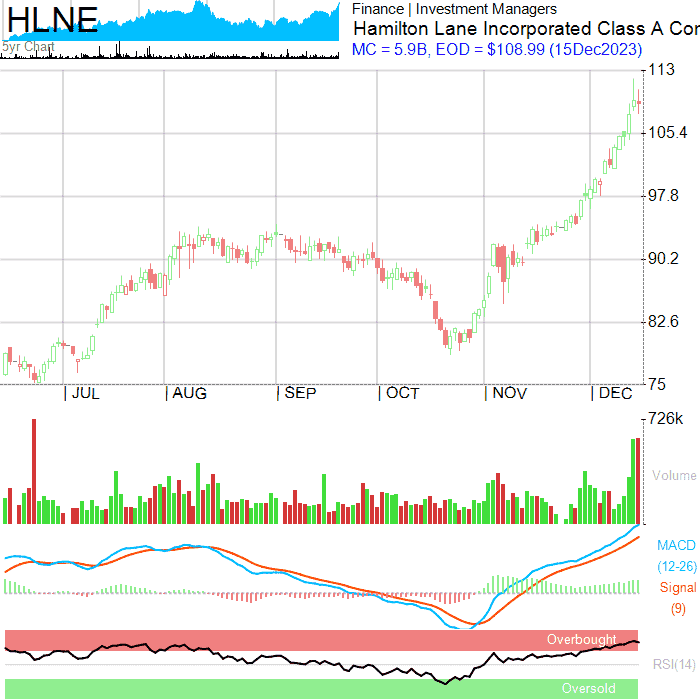 HLNE
Finance | Investment Managers
Hamilton Lane Incorporated Class A Cor
5yr Chart
MC = 5.9B, EOD = $108.99 (15Dec2023)
113
105.4
97.8
90.2
82.6
75
JUL
AUG
SEP
OCT
NOV
DEC
726k
Volume
MACD
(12-26)
Signal
(9)
Overbought
RSI(14)
Oversold